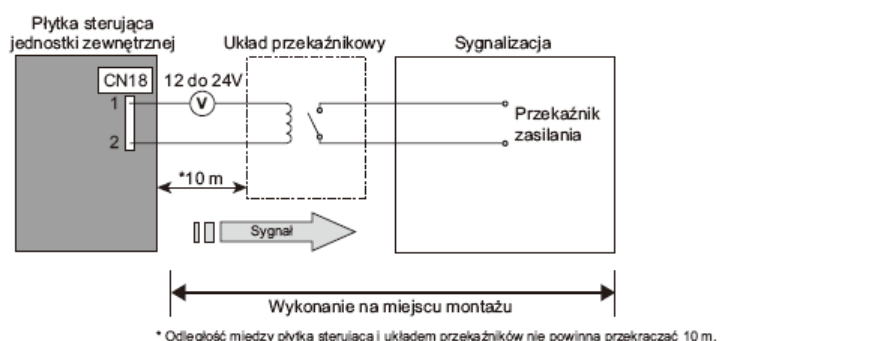 Płytka sterująca
jednostki zewnętrznej
Układ przekaźnikowy
Sygnalizacja
CN18
12 do 24V
1
V
2
Przekaźnik
zasilania
*10 m
Sygnał
Wykonanie na miejscu montażu
* Odległość między płytką sterującą i układem przekaźników nie powinna przekraczać 10 m.